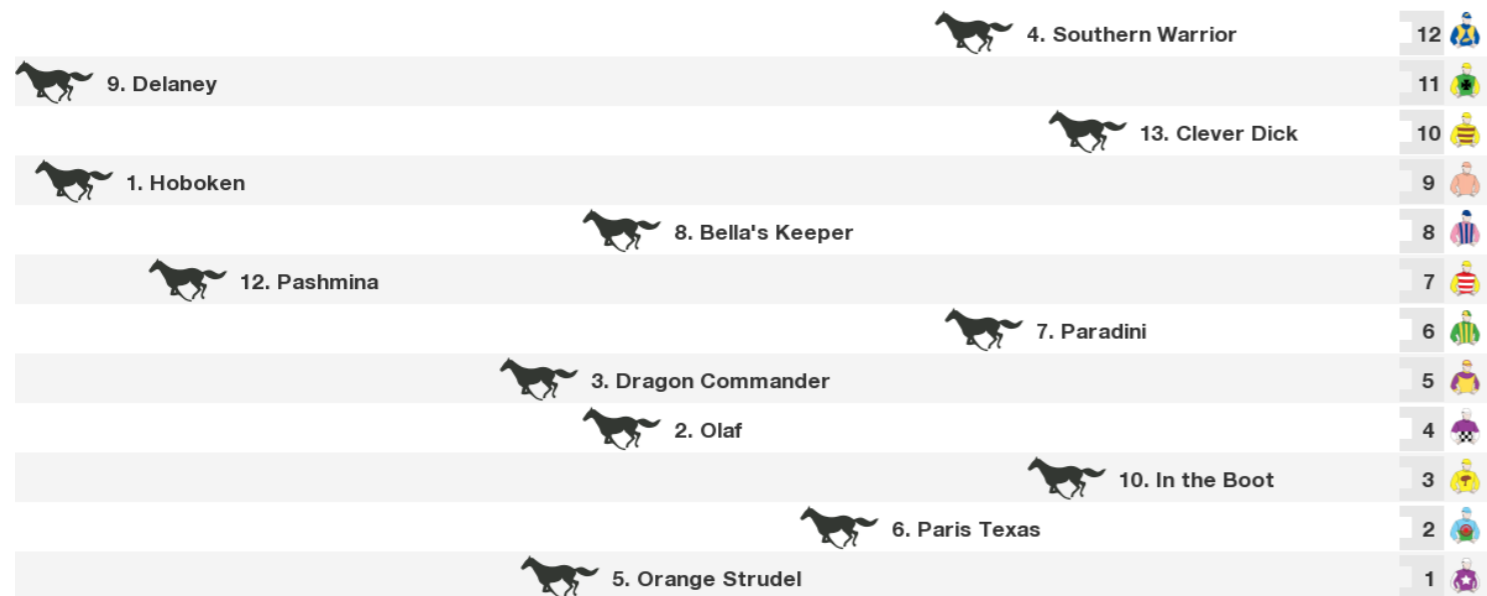 4. Southern Warrior 12
9. Delaney 11
13. Clever Dick 10
1. Hoboken 9
8. Bella's Keeper 8
12. Pashmina 7
7. Paradini 6
3. Dragon Commander 5
2. Olaf 4
10. In the Boot 3
6. Paris Texas 2
5. Orange Strudel 1